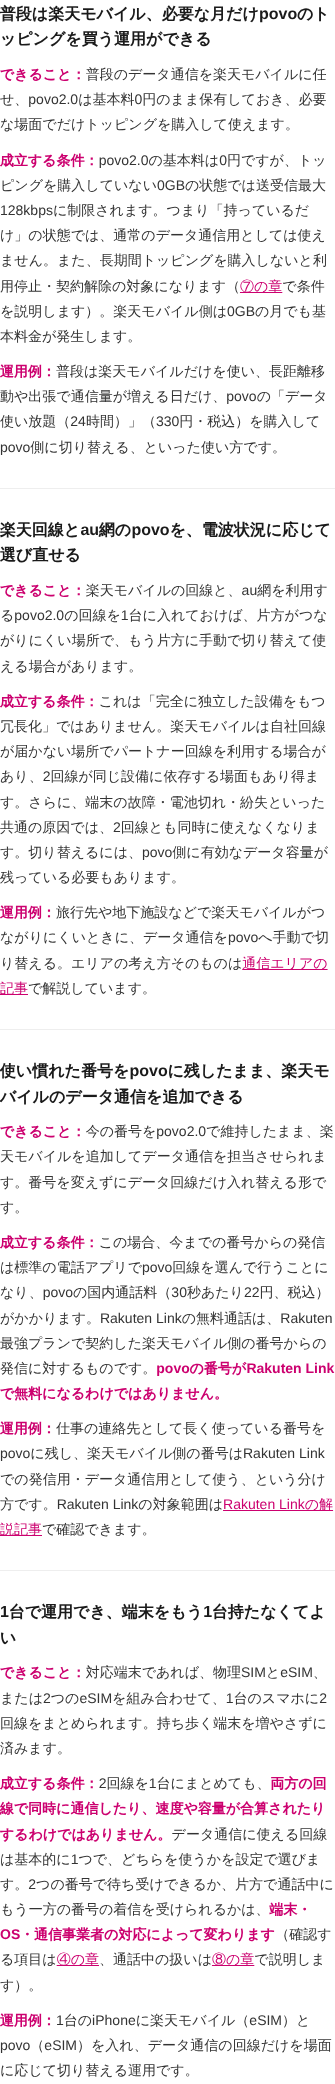 普段は楽天モバイル、必要な月だけpovoのト
ッピングを買う運用ができる
できること：普段のデータ通信を楽天モバイルに任
せ、povo2.0は基本料0円のまま保有しておき、必要
な場面でだけトッピングを購入して使えます。
成立する条件：povo2.0の基本料は0円ですが、トッ
ピングを購入していない0GBの状態では送受信最大
128kbpsに制限されます。つまり「持っているだ
け」の状態では、通常のデータ通信用としては使え
ません。また、長期間トッピングを購入しないと利
用停止・契約解除の対象になります（⑦の章で条件
を説明します）。楽天モバイル側は0GBの月でも基
本料金が発生します。
運用例：普段は楽天モバイルだけを使い、長距離移
動や出張で通信量が増える日だけ、povoの「データ
使い放題（24時間）」（330円・税込）を購入して
povo側に切り替える、といった使い方です。
楽天回線とau網のpovoを、電波状況に応じて
選び直せる
できること：楽天モバイルの回線と、au網を利用す
るpovo2.0の回線を1台に入れておけば、片方がつな
がりにくい場所で、もう片方に手動で切り替えて使
える場合があります。
成立する条件：これは「完全に独立した設備をもつ
冗長化」ではありません。楽天モバイルは自社回線
が届かない場所でパートナー回線を利用する場合が
あり、2回線が同じ設備に依存する場面もあり得ま
す。さらに、端末の故障・電池切れ・紛失といった
共通の原因では、2回線とも同時に使えなくなりま
す。切り替えるには、povo側に有効なデータ容量が
残っている必要もあります。
運用例：旅行先や地下施設などで楽天モバイルがつ
ながりにくいときに、データ通信をpovoへ手動で切
り替える。エリアの考え方そのものは通信エリアの
記事で解説しています。
使い慣れた番号をpovoに残したまま、楽天モ
バイルのデータ通信を追加できる
できること：今の番号をpovo2.0で維持したまま、楽
天モバイルを追加してデータ通信を担当させられま
す。番号を変えずにデータ回線だけ入れ替える形で
す。
成立する条件：この場合、今までの番号からの発信
は標準の電話アプリでpovo回線を選んで行うことに
なり、povoの国内通話料（30秒あたり22円、税込）
がかかります。Rakuten Linkの無料通話は、Rakuten
最強プランで契約した楽天モバイル側の番号からの
発信に対するものです。povoの番号がRakuten Link
で無料になるわけではありません。
運用例：仕事の連絡先として長く使っている番号を
povoに残し、楽天モバイル側の番号はRakuten Link
での発信用・データ通信用として使う、という分け
方です。Rakuten Linkの対象範囲はRakuten Linkの解
説記事で確認できます。
1台で運用でき、端末をもう1台持たなくてよ
い
できること：対応端末であれば、物理SIMとeSIM、
または2つのeSIMを組み合わせて、1台のスマホに2
回線をまとめられます。持ち歩く端末を増やさずに
済みます。
成立する条件：2回線を1台にまとめても、両方の回
線で同時に通信したり、速度や容量が合算されたり
するわけではありません。データ通信に使える回線
は基本的に1つで、どちらを使うかを設定で選びま
す。2つの番号で待ち受けできるか、片方で通話中に
もう一方の番号の着信を受けられるかは、端末・
OS・通信事業者の対応によって変わります（確認す
る項目は④の章、通話中の扱いは⑧の章で説明しま
す）。
運用例：1台のiPhoneに楽天モバイル（eSIM）と
povo（eSIM）を入れ、データ通信の回線だけを場面
に応じて切り替える運用です。